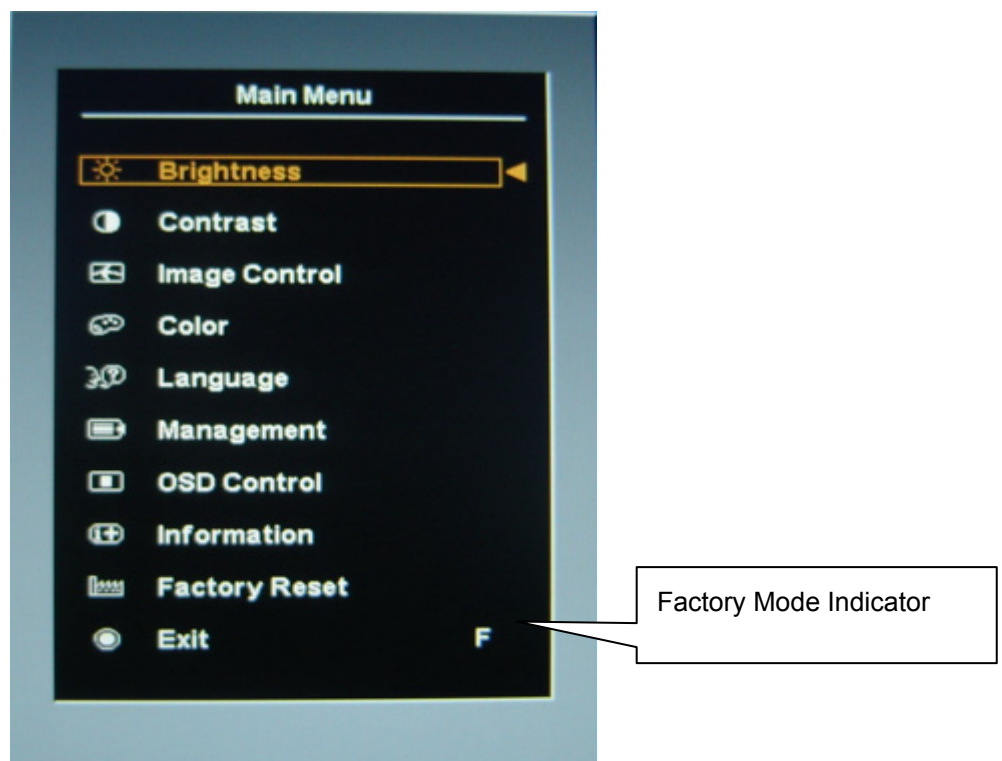 Main Menu
Brightness
Contrast
Image Control
Color
Language
Management
OSD Control
Information
Factory Reset
Exit F
Factory Mode Indicator